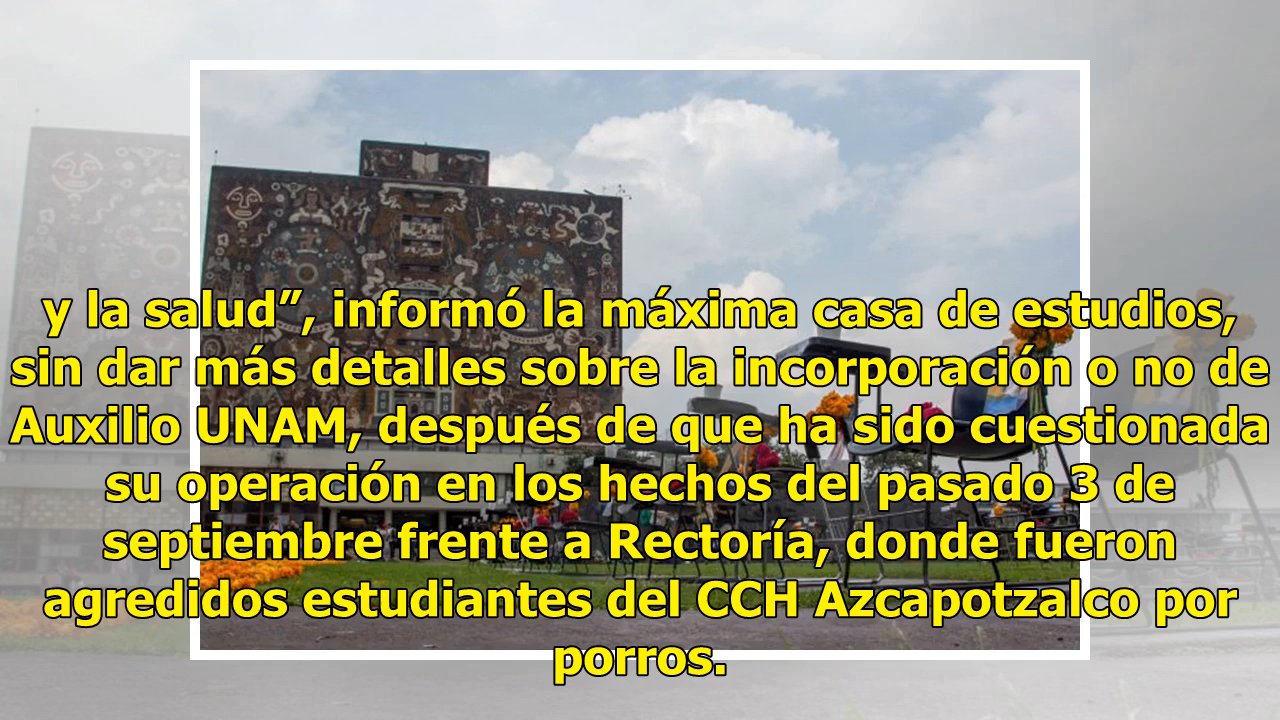 y la salud”, informó la máxima casa de estudios,
sin dar más detalles sobre la incorporación o no de
Auxilio UNAM, después de que ha sido cuestionada
su operación en los hechos del pasado 3 de
septiembre frente a Rectoría, donde fueron
agredidos estudiantes del CCH Azcapotzalco por
porros.